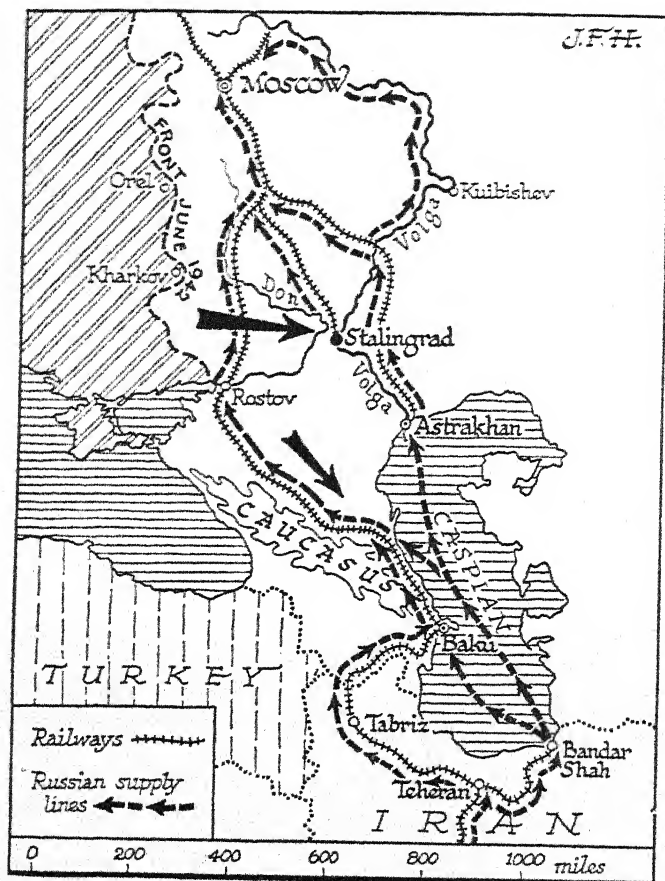 J.F.H.
MOSCOW
Orel
FRONT JUNE 1942
Kuibishev
Volga
Kharkov
Don
Stalingrad
Volga
Rostov
Astrakhan
CAUCASUS
CASPIAN
Baku
TURKEY
Tabriz
Railways
Bandar
Shah
Russian supply
lines
Teheran
IRAN
0 200 400 600 800 1000 miles